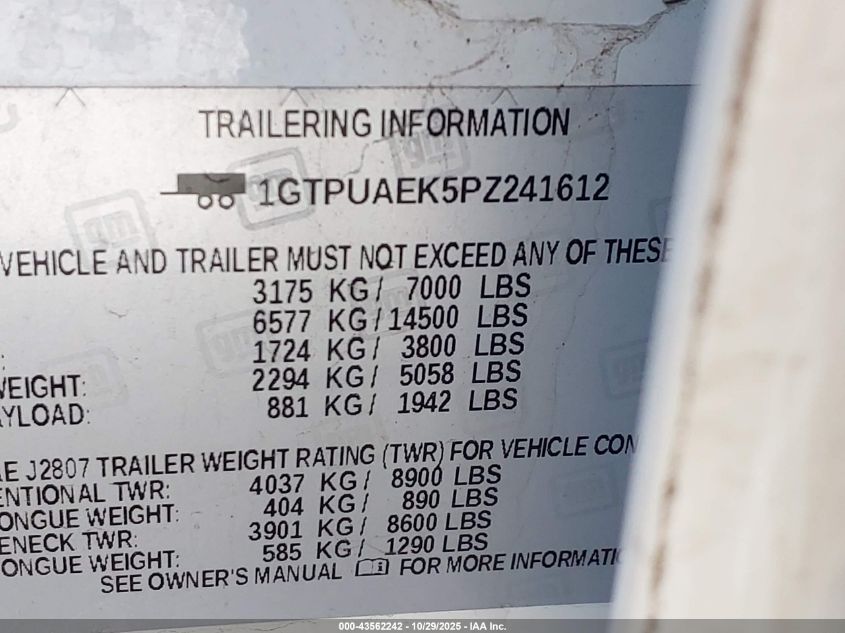 TRAILERING INFORMATION
1GTPUAEK5PZ241612
VEHICLE AND TRAILER MUST NOT EXCEED ANY OF THESE
3175 KG/ 7000 LBS
6577 KG/14500 LBS
: 1724 KG/ 3800 LBS
WEIGHT: 2294 KG/ 5058 LBS
AYLOAD: 881 KG/ 1942 LBS
AE J2807 TRAILER WEIGHT RATING (TWR) FOR VEHICLE CON
ENTIONAL TWR: 4037 KG/ 8900 LBS
ONGUE WEIGHT: 404 KG/ 890 LBS
ENECK TWR: 3901 KG/ 8600 LBS
ONGUE WEIGHT: 585 KG/ 1290 LBS
SEE OWNER'S MANUAL FOR MORE INFORMATIO
000-43562242 - 10/29/2025 - IAA Inc.